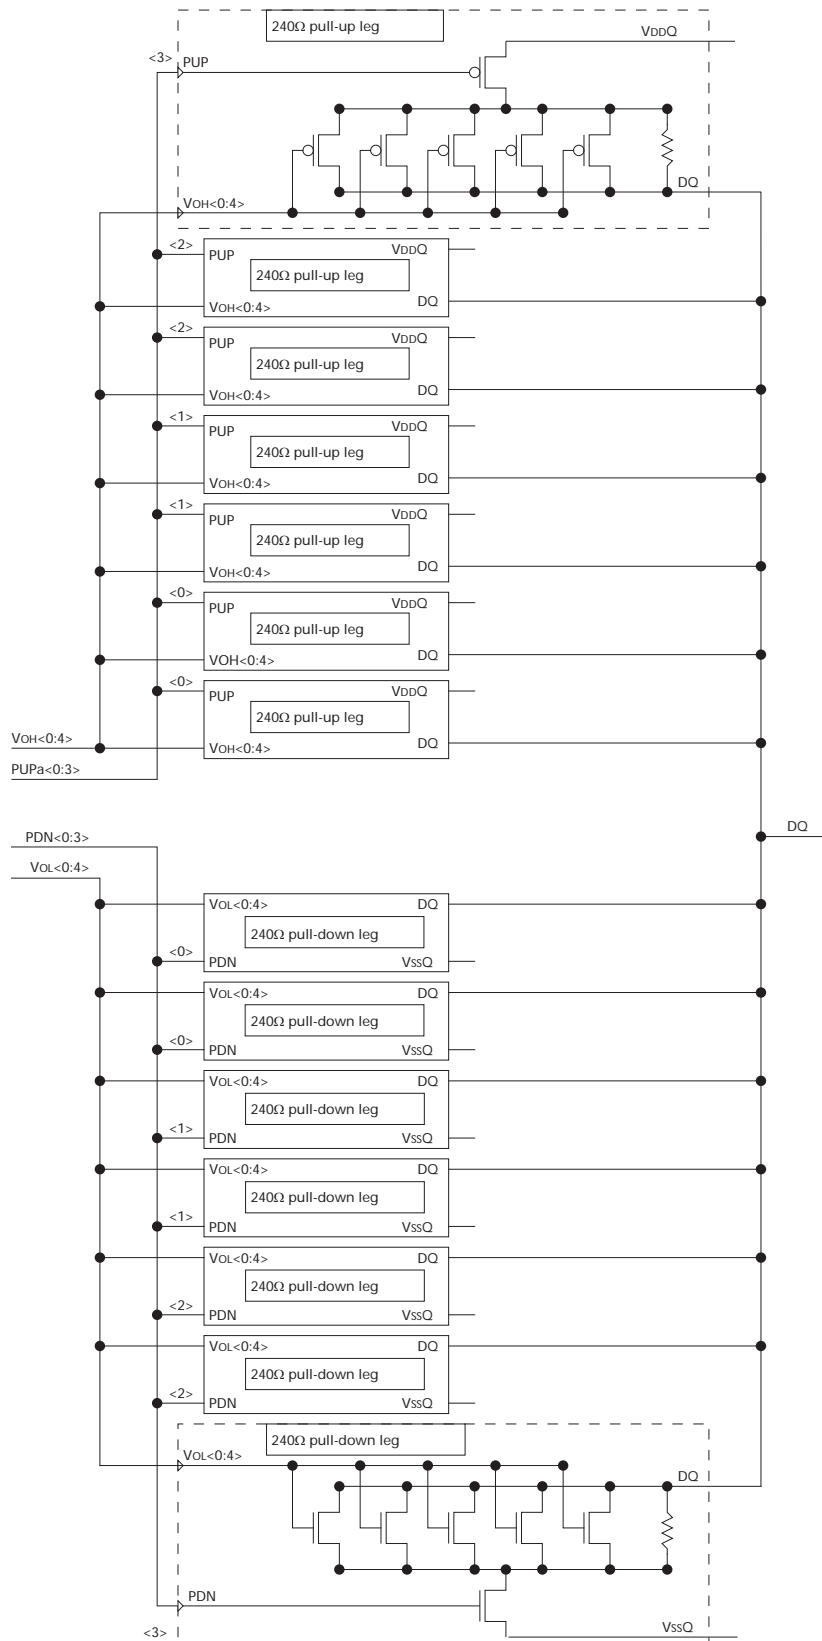 240Ω pull-up leg
VDDQ
<3>
PUP
DQ
VOH<0:4>
<2>
PUP
VDDQ
240Ω pull-up leg
VOH<0:4>
DQ
<2>
PUP
VDDQ
240Ω pull-up leg
VOH<0:4>
DQ
<1>
PUP
VDDQ
240Ω pull-up leg
VOH<0:4>
DQ
<1>
PUP
VDDQ
240Ω pull-up leg
VOH<0:4>
DQ
<0>
PUP
VDDQ
240Ω pull-up leg
VOH<0:4>
DQ
<0>
PUP
VDDQ
240Ω pull-up leg
VOH<0:4>
DQ
VOH<0:4>
PUPa<0:3>
DQ
PDN<0:3>
VOL<0:4>
VOL<0:4>
DQ
240Ω pull-down leg
<0>
PDN
VSSQ
VOL<0:4>
DQ
240Ω pull-down leg
<0>
PDN
VSSQ
VOL<0:4>
DQ
240Ω pull-down leg
<1>
PDN
VSSQ
VOL<0:4>
DQ
240Ω pull-down leg
<1>
PDN
VSSQ
VOL<0:4>
DQ
240Ω pull-down leg
<2>
PDN
VSSQ
VOL<0:4>
DQ
240Ω pull-down leg
<2>
PDN
VSSQ
240Ω pull-down leg
VOL<0:4>
DQ
PDN
<3>
VSSQ